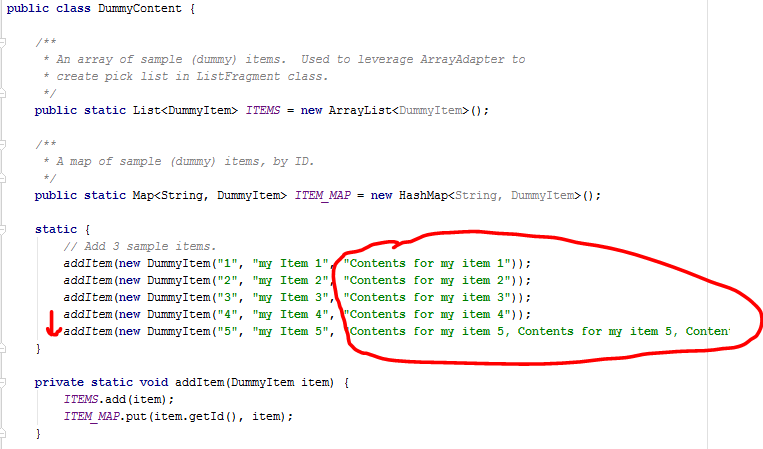 public class DummyContent {
/**
* An array of sample (dummy) items.  Used to leverage ArrayAdapter to
* create pick list in ListFragment class.
*/
public static List<DummyItem> ITEMS = new ArrayList<DummyItem>();
/**
* A map of sample (dummy) items, by ID.
*/
public static Map<String, DummyItem> ITEM_MAP = new HashMap<String, DummyItem>();
static {
// Add 3 sample items.
addItem(new DummyItem("1", "my Item 1", "Contents for my item 1"));
addItem(new DummyItem("2", "my Item 2", "Contents for my item 2"));
addItem(new DummyItem("3", "my Item 3", "Contents for my item 3"));
addItem(new DummyItem("4", "my Item 4", "Contents for my item 4"));
addItem(new DummyItem("5", "my Item 5", "Contents for my item 5, Contents for my item 5, Conten
}
private static void addItem(DummyItem item) {
ITEMS.add(item);
ITEM_MAP.put(item.getId(), item);
}